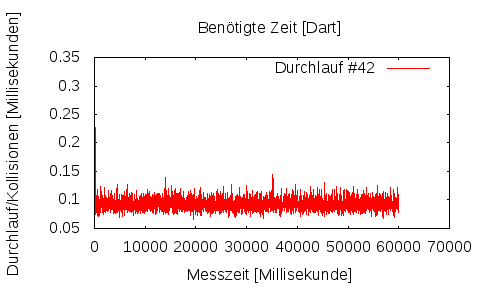 Benötigte Zeit [Dart]
Durchlauf/Kollisionen [Millisekunden]
0.35
0.3
0.25
0.2
0.15
0.1
0.05
Durchlauf #42
0 10000 20000 30000 40000 50000 60000 70000
Messzeit [Millisekunde]